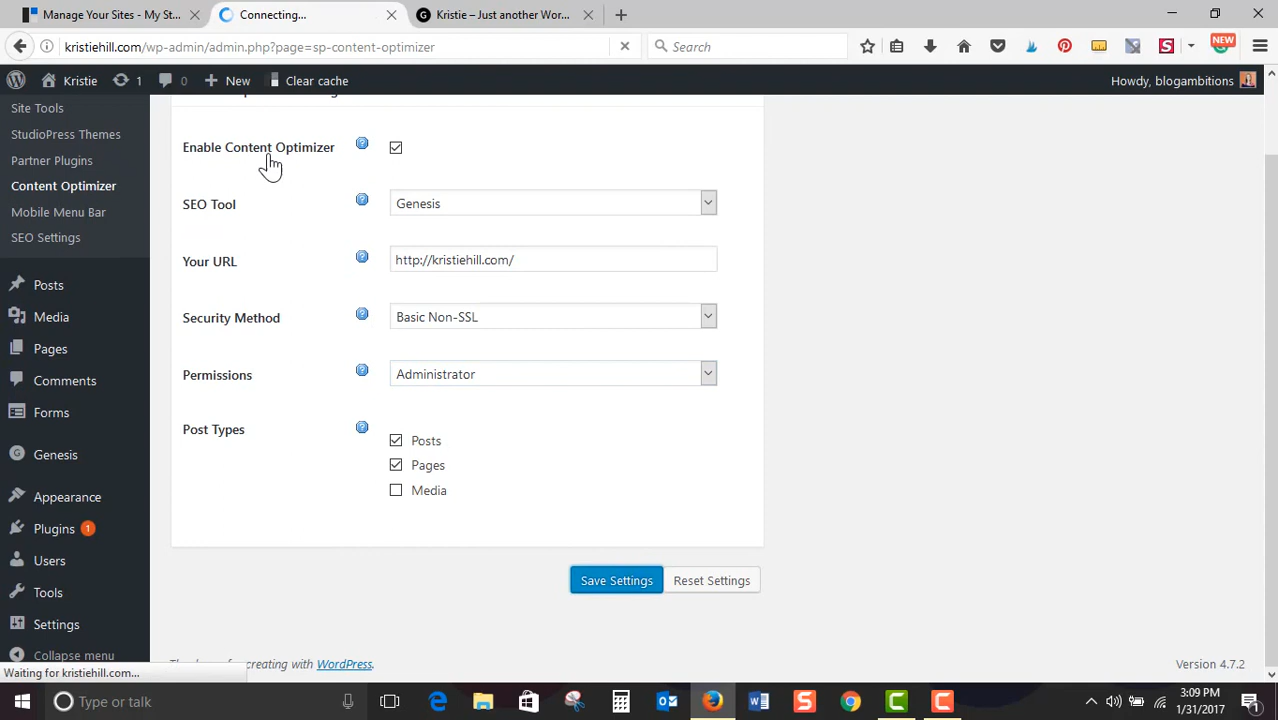 Manage Your Sites - My St...
Connecting...
G Kristie – Just another Wor...
kristiehill.com/wp-admin/admin.php?page=sp-content-optimizer
Search
S
NEW
Kristie
1
0
New
Clear cache
Howdy, blogambitions
Site Tools
StudioPress Themes
Partner Plugins
Content Optimizer
Mobile Menu Bar
SEO Settings
Posts
Media
Pages
Comments
Forms
Genesis
Appearance
Plugins 1
Users
Tools
Settings
Collapse menu
Enable Content Optimizer
SEO Tool
Genesis
Your URL
http://kristiehill.com/
Security Method
Basic Non-SSL
Permissions
Administrator
Post Types
Posts
Pages
Media
Save Settings
Reset Settings
creating with WordPress.
Version 4.7.2
Waiting for kristiehill.com...
Type here to talk
3:09 PM
1/31/2017